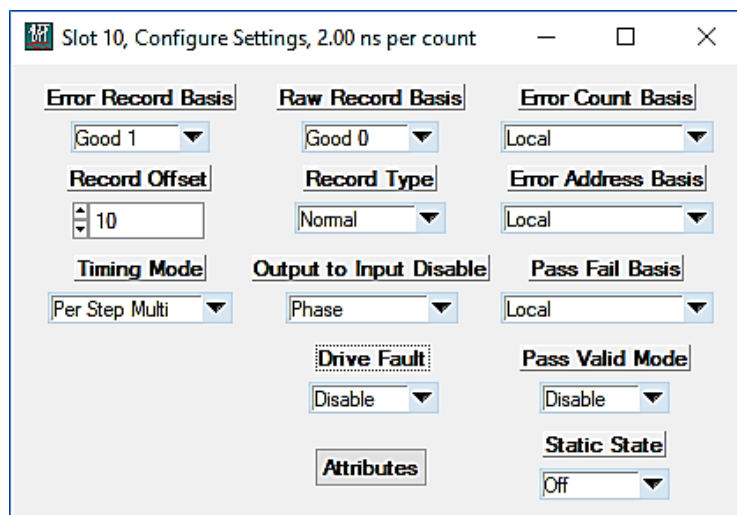 Slot 10, Configure Settings, 2.00 ns per count
Error Record Basis Raw Record Basis Error Count Basis
Good 1 Good 0 Local
Record Offset Record Type Error Address Basis
10 Normal Local
Timing Mode Output to Input Disable Pass Fail Basis
Per Step Multi Phase Local
Drive Fault Pass Valid Mode
Disable Disable
Attributes Static State
Off